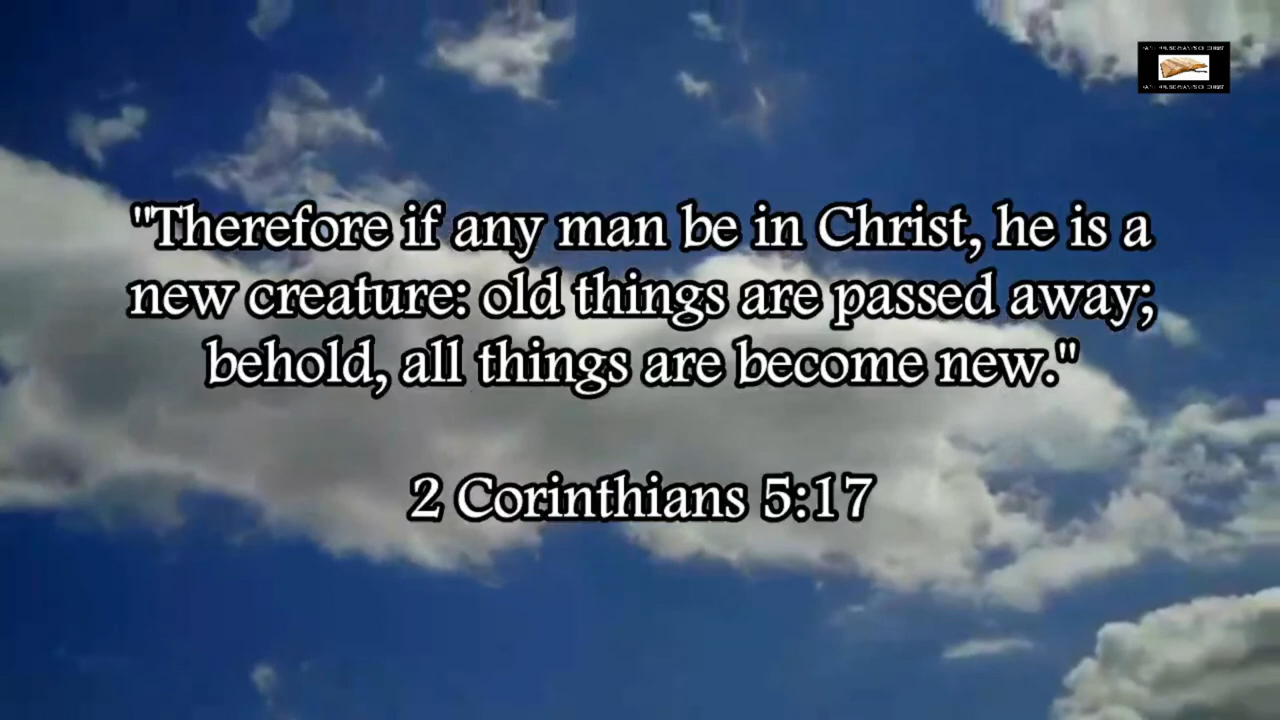 "Therefore if any man be in Christ, he is a
new creature: old things are passed away;
behold, all things are become new."
2 Corinthians 5:17